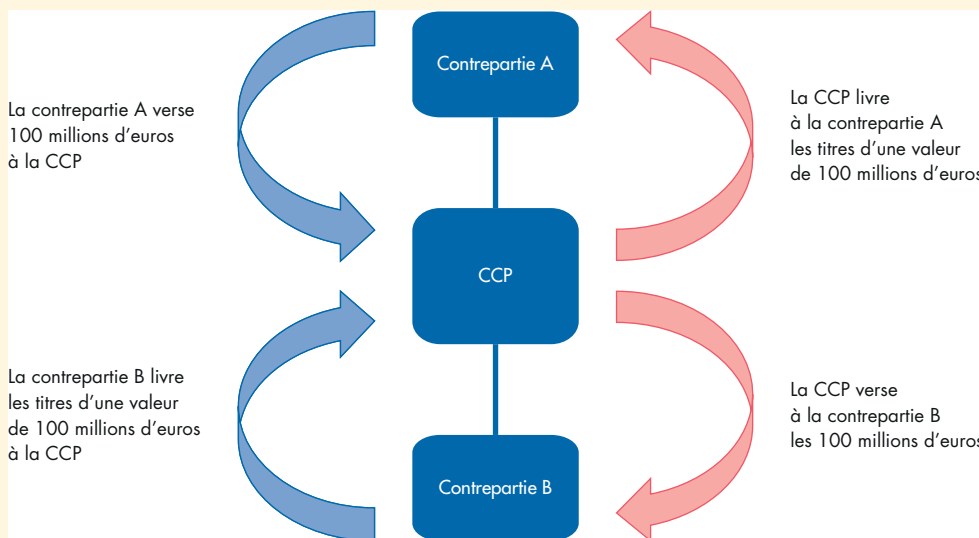 Contrepartie A
La contrepartie A verse
100 millions d'euros
à la CCP
La CCP livre
à la contrepartie A
les titres d'une valeur
de 100 millions d'euros
CCP
La contrepartie B livre
les titres d'une valeur
de 100 millions d'euros
à la CCP
La CCP verse
à la contrepartie B
les 100 millions d'euros
Contrepartie B